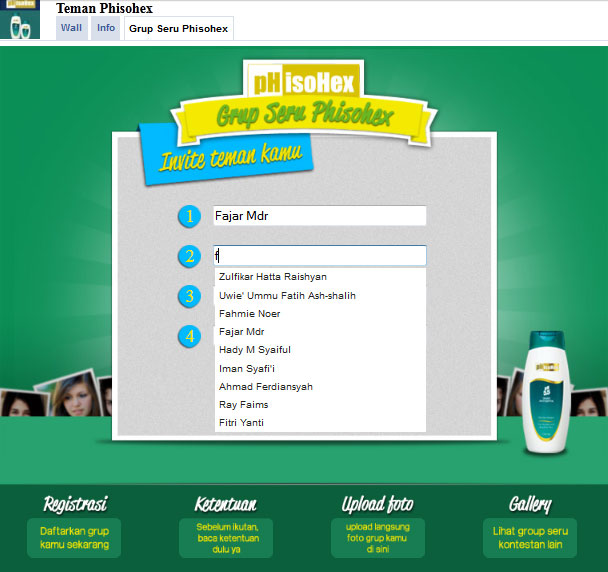 Teman Phisohex
Wall Info Grup Seru Phisohex
pHisoHex
Grup Seru Phisohex
Invite teman kamu
1 Fajar Mdr
2 f
Zulfikar Hatta Raishyan
3 Uwie' Ummu Fatih Ash-shalih
Fahmie Noer
4 Fajar Mdr
Hady M Syaiful
Iman Syafi'i
Ahmad Ferdiansyah
Ray Faims
Fitri Yanti
pHisoHex
Registrasi
Daftarkan grup
kamu sekarang
Ketentuan
Sebelum ikutan,
baca ketentuan
dulu ya
Upload foto
upload langsung
foto grup kamu
di sini
Gallery
Lihat group seru
kontestan lain